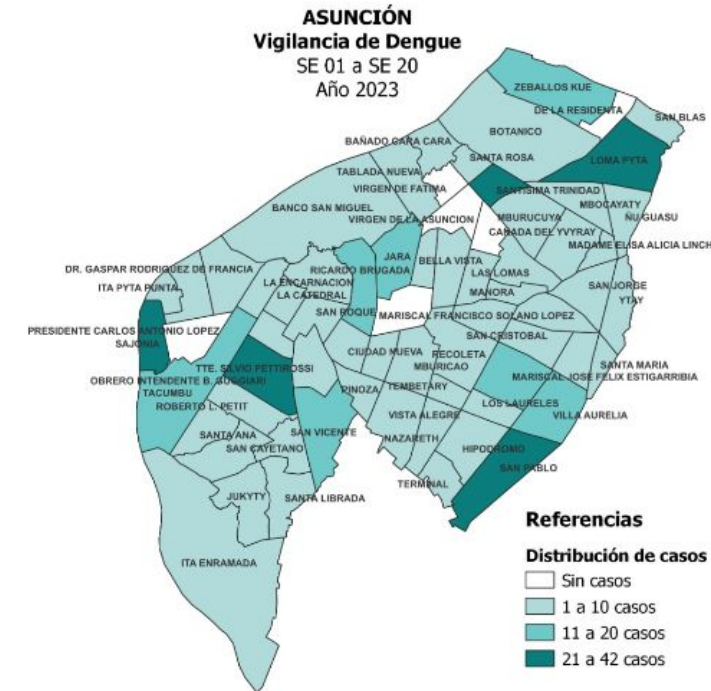 ASUNCIÓN
Vigilancia de Dengue
SE 01 a SE 20
Año 2023
ZEBALLOS KUE
DE LA RESIDENTA
SAN BLAS
BOTANICO
BAÑADO CARA CARA
SANTA ROSA
LOMA PYTA
TABLADA NUEVA
VIRGEN DE FATIMA
SANTISIMA TRINIDAD
MBOCAYATY
BANCO SAN MIGUEL
VIRGEN DE LA ASUNCION
MBURUCUYA
ÑU GUASU
CAÑADA DEL YVYRAY
MADAME ELISA ALICIA LINCH
JARA
BELLA VISTA
DR. GASPAR RODRIGUEZ DE FRANCIA
RICARDO BRUGADA
LAS LOMAS
LA ENCARNACION
SAN JORGE
ITA PYTA PUNTA
LA CATEDRAL
MANORA
YTAY
SAN ROQUE
MARISCAL FRANCISCO SOLANO LOPEZ
PRESIDENTE CARLOS ANTONIO LOPEZ
SAJONIA
SAN CRISTOBAL
CIUDAD NUEVA
RECOLETA
SANTA MARIA
TTE. SILVIO PETTIROSSI
MBURICAO
MARISCAL JOSE FELIX ESTIGARRIBIA
OBRERO INTENDENTE B. GUGGIARI
TACUMBU
PINOZA
TEMBETARY
ROBERTO L. PETIT
LOS LAURELES
VISTA ALEGRE
VILLA AURELIA
SANTA ANA
SAN VICENTE
NAZARETH
SAN CAYETANO
HIPODROMO
SAN PABLO
TERMINAL
JUKYTY
SANTA LIBRADA
ITA ENRAMADA
Referencias
Distribución de casos
Sin casos
1 a 10 casos
11 a 20 casos
21 a 42 casos